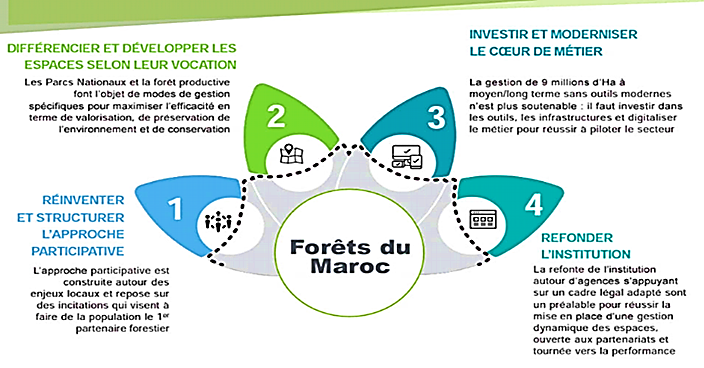 DIFFÉRENCIER ET DÉVELOPPER LES
ESPACES SELON LEUR VOCATION
Les Parcs Nationaux et la forêt productive
font l'objet de modes de gestion
spécifiques pour maximiser l'efficacité en
terme de valorisation, de préservation de
l'environnement et de conservation
INVESTIR ET MODERNISER
LE CŒUR DE MÉTIER
La gestion de 9 millions d'Ha à
moyen/long terme sans outils modernes
n'est plus soutenable : il faut investir dans
les outils, les infrastructures et digitaliser
le métier pour réussir à piloter le secteur
2
3
1
4
RÉINVENTER
ET STRUCTURER
L'APPROCHE
PARTICIPATIVE
L'approche participative est
construite autour des
enjeux locaux et repose sur
des incitations qui visent à
faire de la population le 1er
partenaire forestier
Forêts du
Maroc
REFONDER
L'INSTITUTION
La refonte de l'institution
autour d'agences s'appuyant
sur un cadre légal adapté sont
un préalable pour réussir la
mise en place d'une gestion
dynamique des espaces,
ouverte aux partenariats et
tournée vers la performance